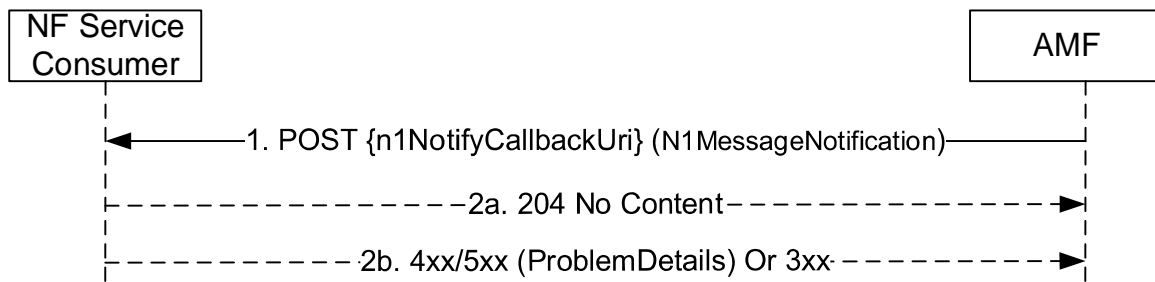 NF Service
Consumer
AMF
1. POST {n1NotifyCallbackUri} (N1MessageNotification)
2a. 204 No Content
2b. 4xx/5xx (ProblemDetails) Or 3xx